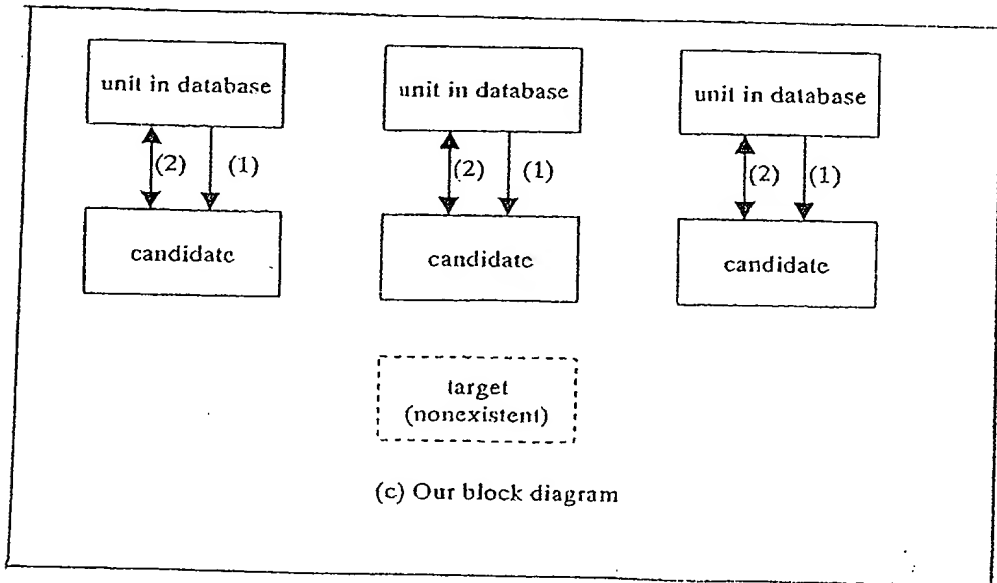 unit in database
unit in database
unit in database
(2) (1)
(2) (1)
(2) (1)
candidate
candidate
candidate
target
(nonexistent)
(c) Our block diagram